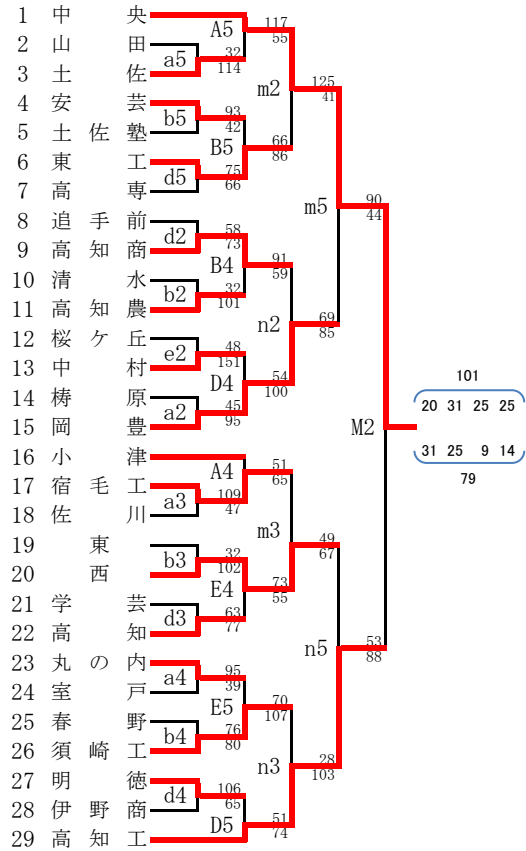 1 中央
2 山田
3 土佐
4 安芸
5 土佐塾
6 東工
7 高専
8 追手前
9 高知商
10 清水
11 高知農
12 桜ケ丘
13 中村
14 梼原
15 岡豊
16 小津
17 宿毛工
18 佐川
19 東
20 西
21 学芸
22 高知
23 丸の内
24 室戸
25 春野
26 須崎工
27 明徳
28 伊野商
29 高知工
a5
b5
d5
d2
b2
e2
a2
a3
b3
d3
a4
b4
d4
32
114
93
42
75
66
58
73
32
101
48
151
45
95
109
47
32
102
63
77
95
39
76
80
106
65
A5
B5
B4
D4
A4
E4
E5
D5
117
55
66
86
91
59
54
100
51
65
73
55
70
107
51
74
m2
n2
m3
n3
125
41
69
85
49
67
28
103
m5
n5
90
44
53
88
M2
101
20 31 25 25
31 25 9 14
79